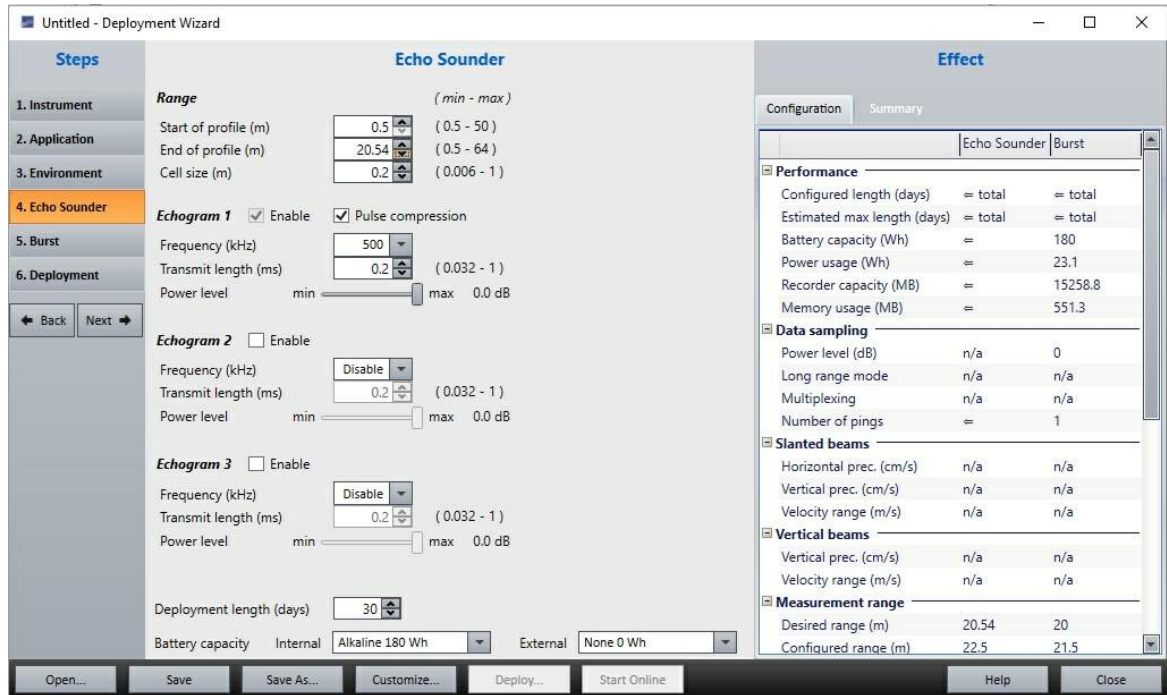 Untitled - Deployment Wizard
Steps
1. Instrument
2. Application
3. Environment
4. Echo Sounder
5. Burst
6. Deployment
Back Next
Echo Sounder
Range ( min - max )
Start of profile (m) 0.5 ( 0.5 - 50 )
End of profile (m) 20.54 ( 0.5 - 64 )
Cell size (m) 0.2 ( 0.006 - 1 )
Echogram 1 Enable Pulse compression
Frequency (kHz) 500
Transmit length (ms) 0.2 ( 0.032 - 1 )
Power level min max 0.0 dB
Echogram 2 Enable
Frequency (kHz) Disable
Transmit length (ms) 0.2 ( 0.032 - 1 )
Power level min max 0.0 dB
Echogram 3 Enable
Frequency (kHz) Disable
Transmit length (ms) 0.2 ( 0.032 - 1 )
Power level min max 0.0 dB
Deployment length (days) 30
Battery capacity Internal Alkaline 180 Wh External None 0 Wh
Effect
Configuration Summary
Echo Sounder Burst
Performance
Configured length (days) ⇐ total ⇐ total
Estimated max length (days) ⇐ total ⇐ total
Battery capacity (Wh) ⇐ 180
Power usage (Wh) ⇐ 23.1
Recorder capacity (MB) ⇐ 15258.8
Memory usage (MB) ⇐ 551.3
Data sampling
Power level (dB) n/a 0
Long range mode n/a n/a
Multiplexing n/a n/a
Number of pings ⇐ 1
Slanted beams
Horizontal prec. (cm/s) n/a n/a
Vertical prec. (cm/s) n/a n/a
Velocity range (m/s) n/a n/a
Vertical beams
Vertical prec. (cm/s) n/a n/a
Velocity range (m/s) n/a n/a
Measurement range
Desired range (m) 20.54 20
Configured range (m) 22.5 21.5
Open... Save Save As... Customize... Deploy... Start Online Help Close